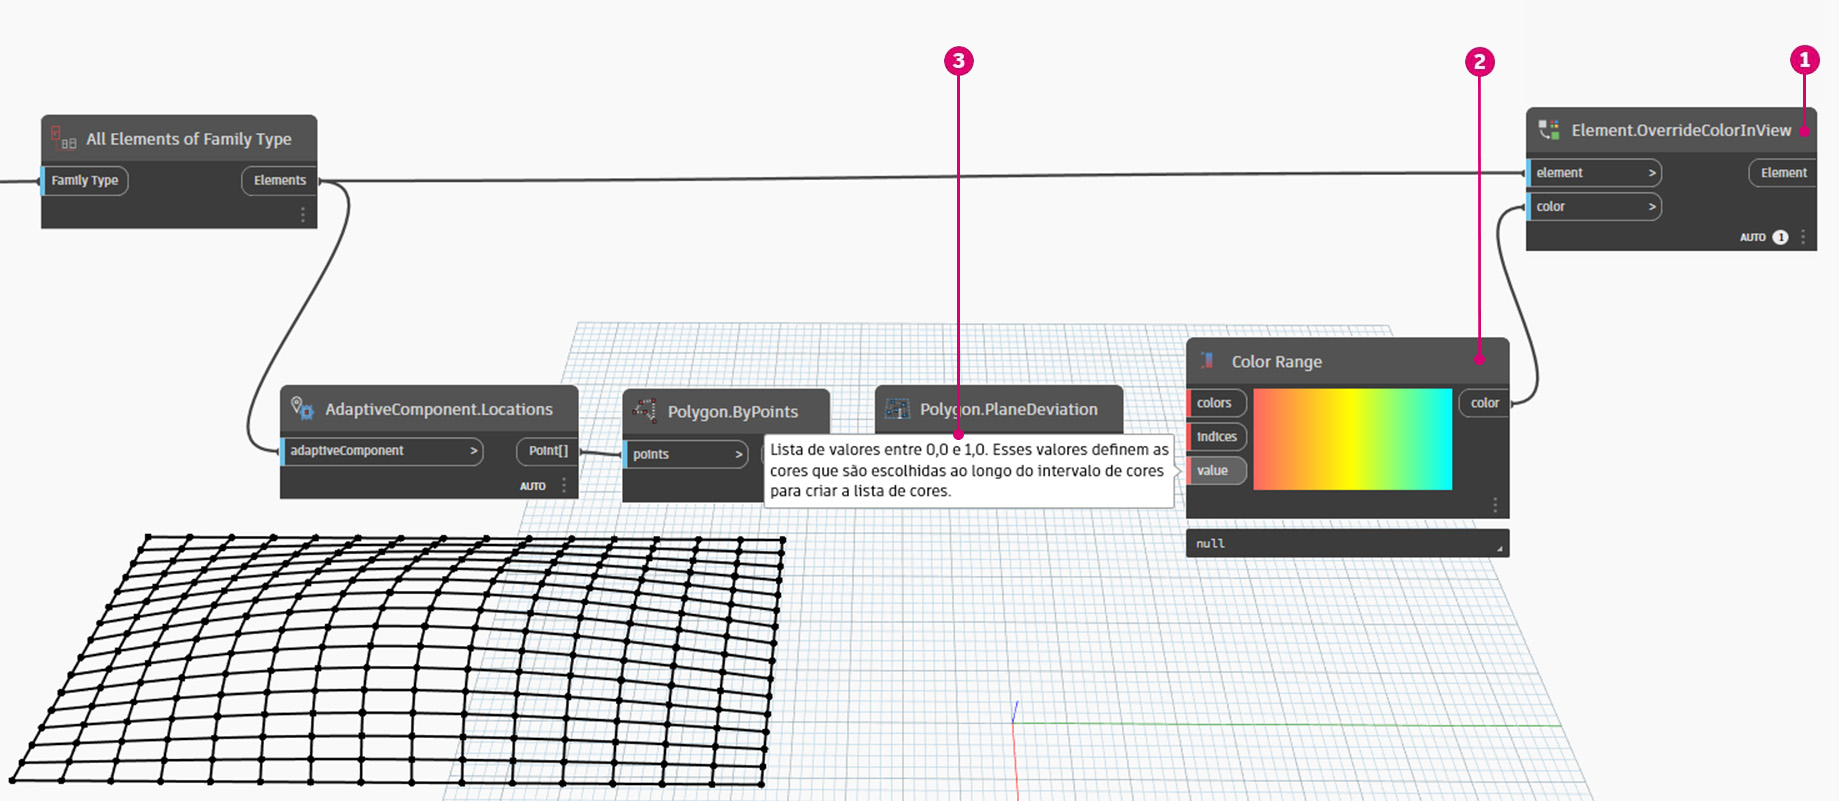 3
2
1
All Elements of Family Type
Family Type
Elements
Element.OverrideColorInView
element >
Element
color >
AUTO 1
Color Range
colors
color
indices
value
null
AdaptiveComponent.Locations
adaptiveComponent >
Point[]
AUTO
Polygon.ByPoints
points >
Polygon.PlaneDeviation
Lista de valores entre 0,0 e 1,0. Esses valores definem as
cores que são escolhidas ao longo do intervalo de cores
para criar a lista de cores.